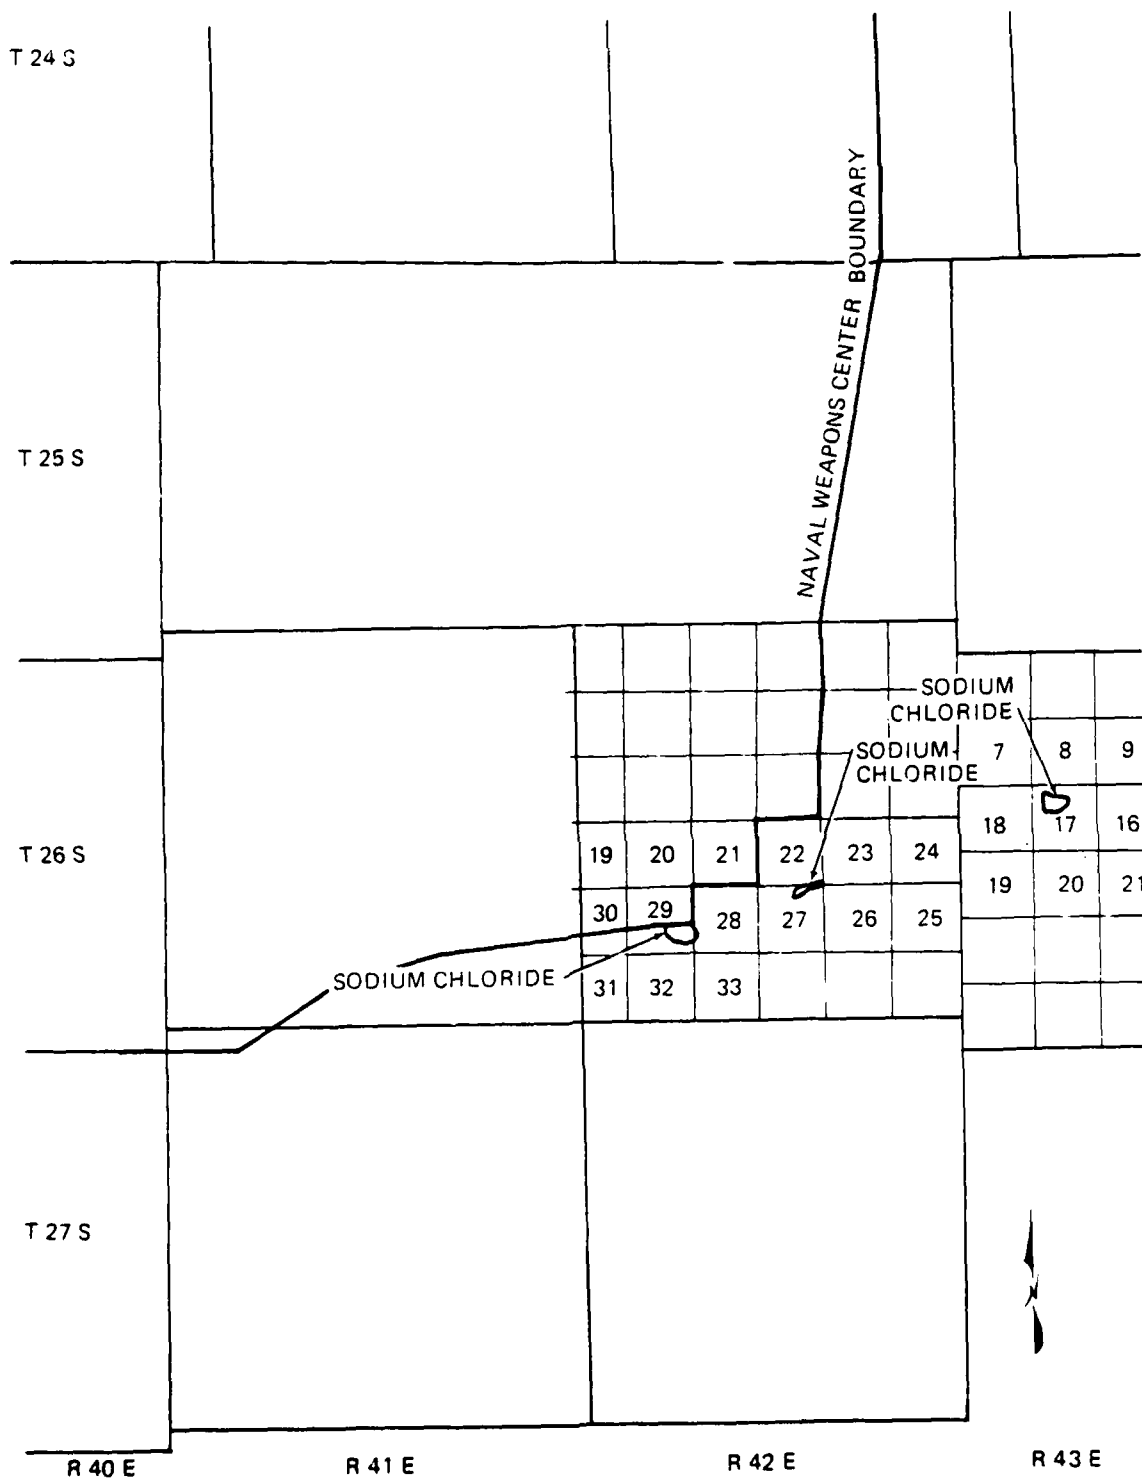 T 24 S
NAVAL WEAPONS CENTER BOUNDARY
T 25 S
SODIUM
CHLORIDE
SODIUM
CHLORIDE
7 8 9
18 17 16
T 26 S
19 20 21 22 23 24
19 20 21
30 29 28 27 26 25
SODIUM CHLORIDE
31 32 33
T 27 S
N
R 40 E R 41 E R 42 E R 43 E